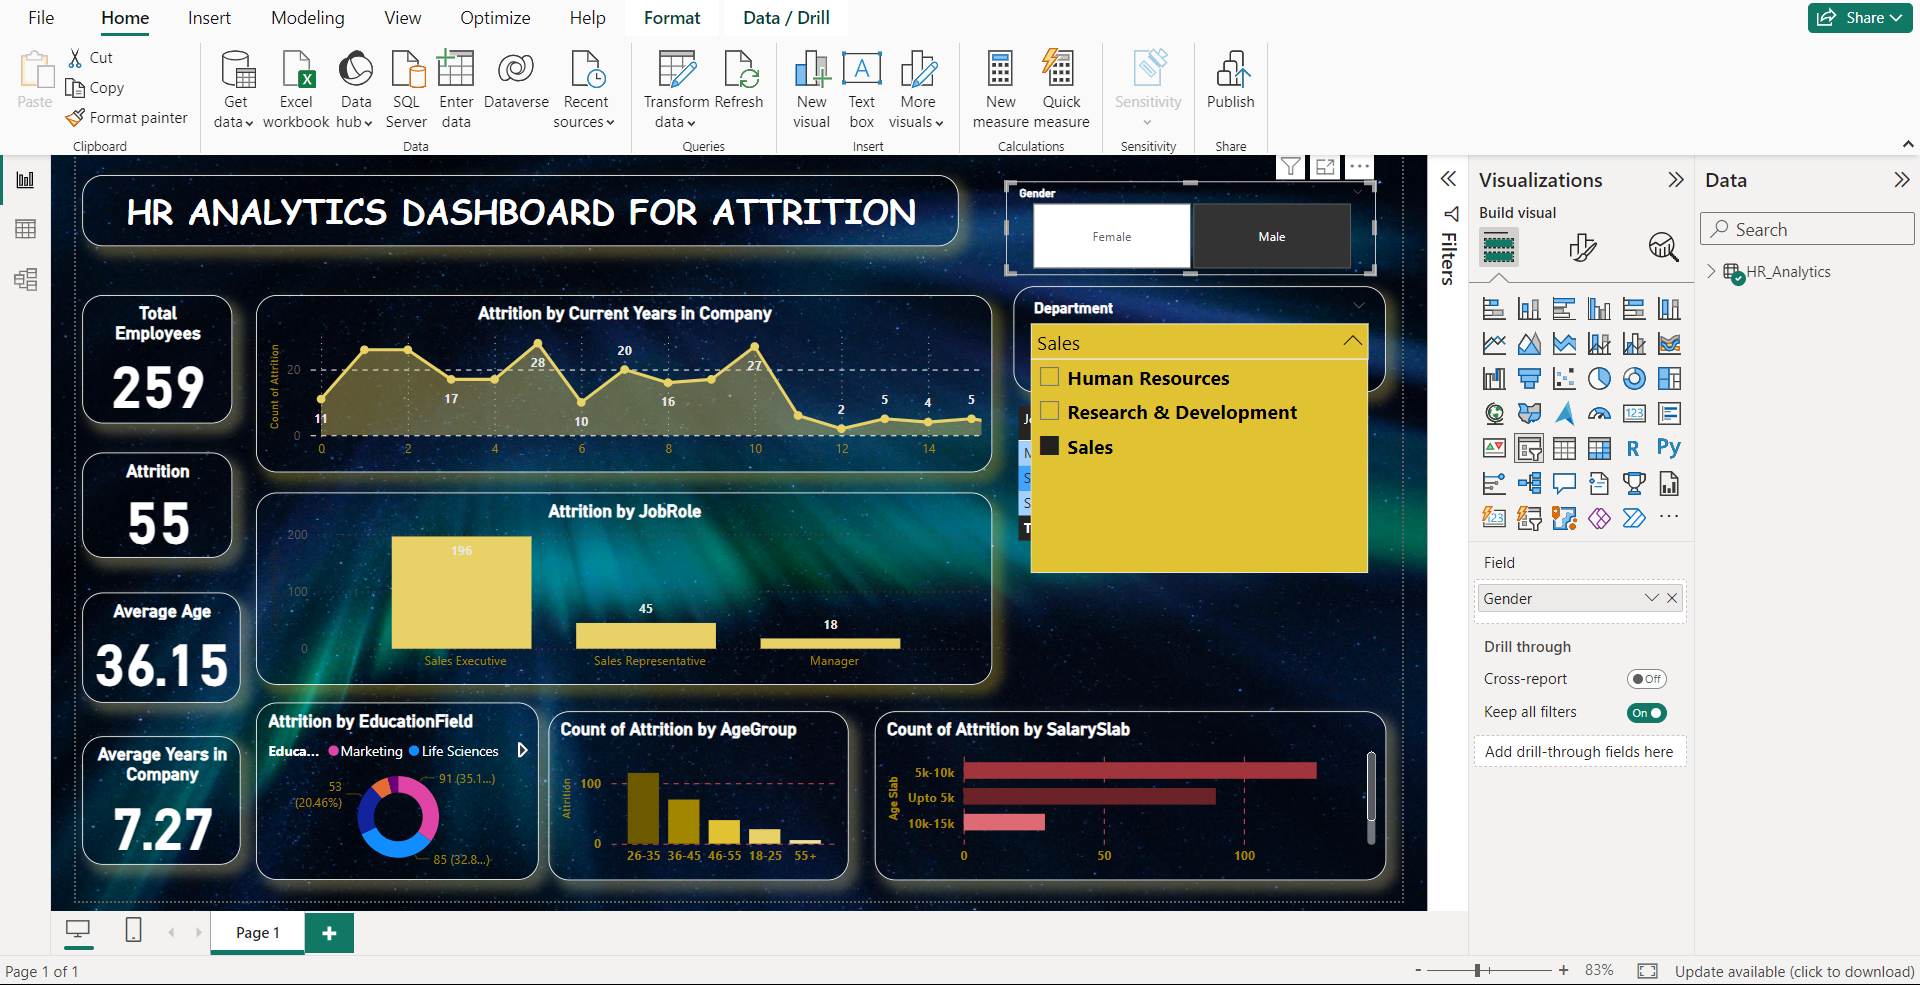 File Home Insert Modeling View Optimize Help Format Data / Drill Share
Paste
Cut
Copy
Format painter
Clipboard
Get data
Excel workbook
Data hub
SQL Server
Enter data
Dataverse
Recent sources
Data
Transform data
Refresh
Queries
New visual
Text box
More visuals
Insert
New measure
Quick measure
Calculations
Sensitivity
Sensitivity
Publish
Share
HR ANALYTICS DASHBOARD FOR ATTRITION
Gender
Female Male
Department
Sales
Human Resources
Research & Development
Sales
Total
Employees
259
Attrition
55
Average Age
36.15
Average Years in
Company
7.27
Attrition by Current Years in Company
Count of Attrition
20
0
11 17 28 10 20 16 27 2 5 4 5
0 2 4 6 8 10 12 14
Attrition by JobRole
200
100
0
196 45 18
Sales Executive Sales Representative Manager
Attrition by EducationField
Educa... Marketing Life Sciences
91 (35.1...)
53
(20.46%)
85 (32.8...)
Count of Attrition by AgeGroup
Attrition
100
0
26-35 36-45 46-55 18-25 55+
Count of Attrition by SalarySlab
Age Slab
5k-10k
Upto 5k
10k-15k
0 50 100
Filters
Visualizations
Build visual
123
R
Py
123
Field
Gender
Drill through
Cross-report Off
Keep all filters On
Add drill-through fields here
Data
Search
HR_Analytics
Page 1
Page 1 of 1
- + 83% Update available (click to download)